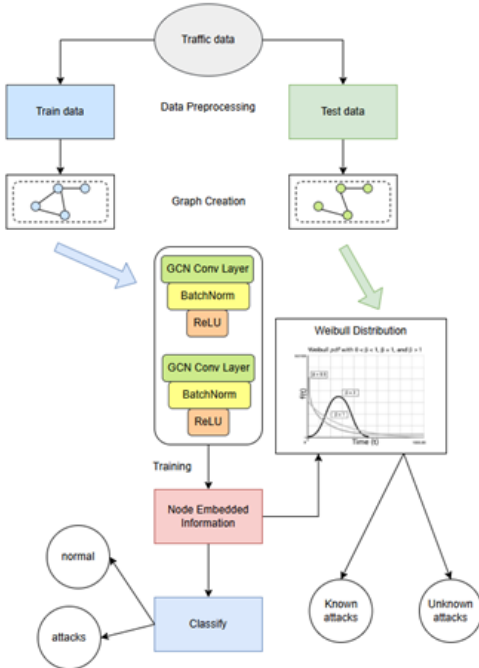 Traffic data
Train data
Data Preprocessing
Test data
Graph Creation
GCN Conv Layer
BatchNorm
ReLU
GCN Conv Layer
BatchNorm
ReLU
Training
Weibull Distribution
Weibull pdf with 0 < β < 1, β = 1, and β > 1
f(t)
Time (t)
Node Embedded
Information
normal
attacks
Classify
Known
attacks
Unknown
attacks